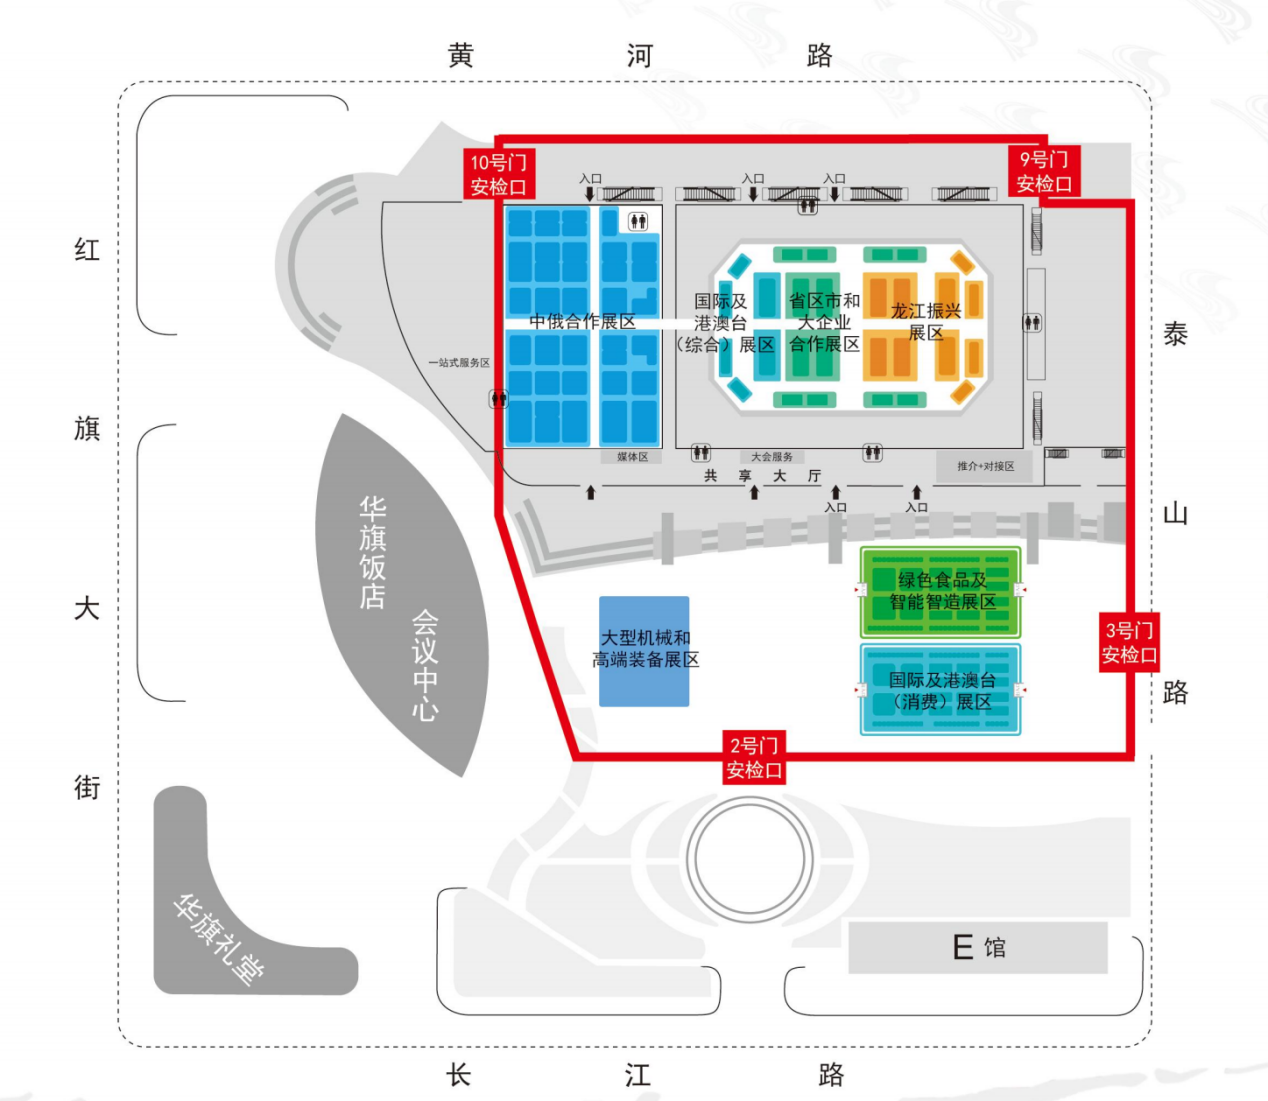 黄河路
10号门
安检口
9号门
安检口
入口
入口
入口
红旗大街
泰山路
中俄合作展区
国际及
港澳台
（综合）展区
省区市和
大企业
合作展区
龙江振兴
展区
一站式服务区
媒体区
大会服务
推介+对接区
共享大厅
入口
入口
华旗饭店
会议中心
绿色食品及
智能智造展区
大型机械和
高端装备展区
3号门
安检口
国际及港澳台
（消费）展区
2号门
安检口
华旗礼堂
E馆
长江路